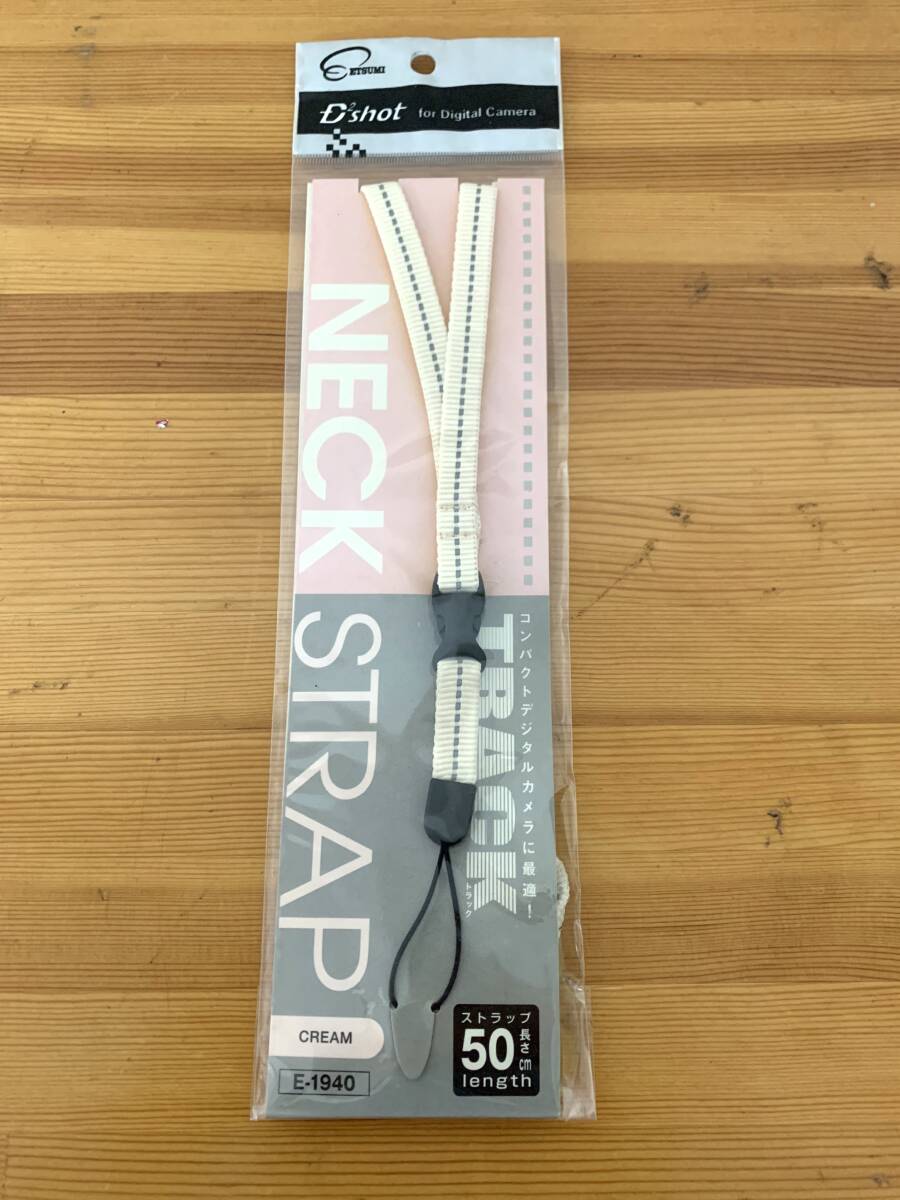 ETSUMI
D²shot for Digital Camera
NECK STRAP
TRACK
トラック
コンパクトデジタルカメラに最適！
CREAM
E-1940
ストラップ
長さ
50cm
length